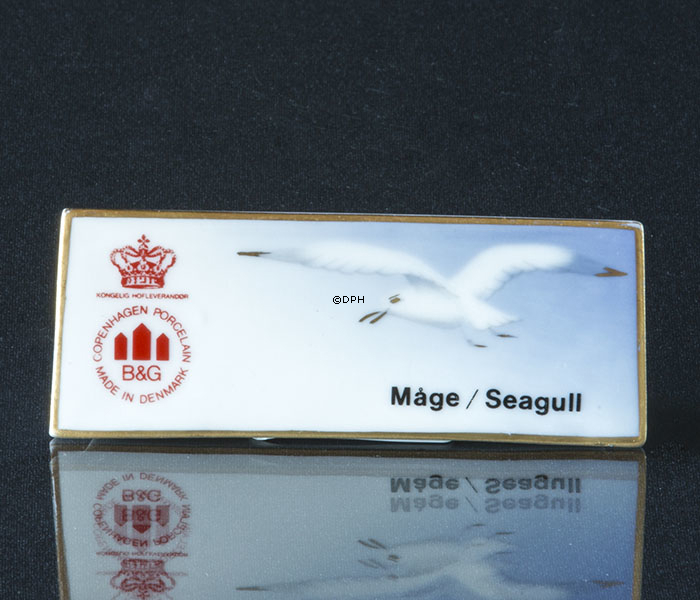 KONGELIG HOFLEVERANDØR
COPENHAGEN PORCELAIN
B&G
MADE IN DENMARK
©DPH
Måge / Seagull